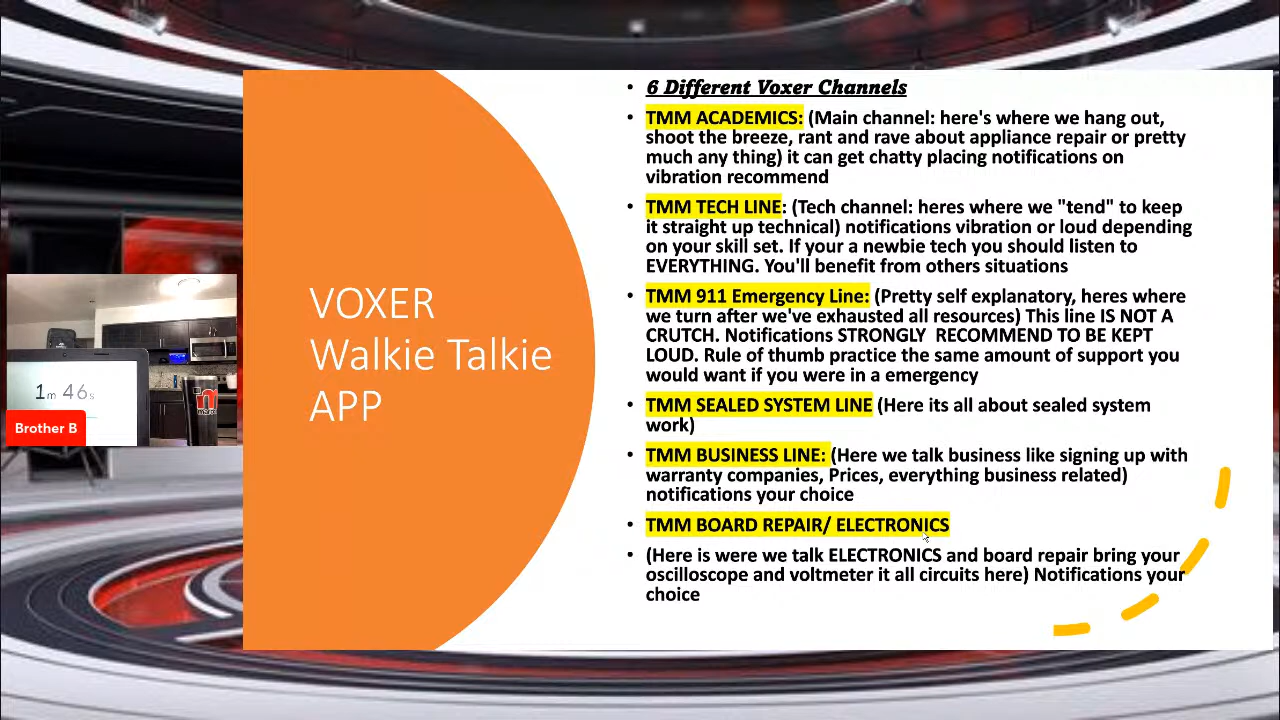 6 Different Voxer Channels
TMM ACADEMICS: (Main channel: here's where we hang out,
shoot the breeze, rant and rave about appliance repair or pretty
much any thing) it can get chatty placing notifications on
vibration recommend
TMM TECH LINE: (Tech channel: heres where we "tend" to keep
it straight up technical) notifications vibration or loud depending
on your skill set. If your a newbie tech you should listen to
EVERYTHING. You'll benefit from others situations
TMM 911 Emergency Line: (Pretty self explanatory, heres where
we turn after we've exhausted all resources) This line IS NOT A
CRUTCH. Notifications STRONGLY RECOMMEND TO BE KEPT
LOUD. Rule of thumb practice the same amount of support you
would want if you were in a emergency
TMM SEALED SYSTEM LINE (Here its all about sealed system
work)
TMM BUSINESS LINE: (Here we talk business like signing up with
warranty companies, Prices, everything business related)
notifications your choice
TMM BOARD REPAIR/ ELECTRONICS
(Here is were we talk ELECTRONICS and board repair bring your
oscilloscope and voltmeter it all circuits here) Notifications your
choice
VOXER
Walkie Talkie
APP
1m 46s
Brother B